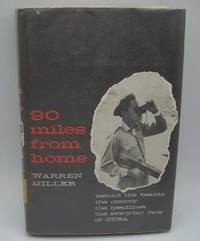 90
miles
from
home
WARREN
MILLER
behind the beards
the oratory
the headlines
the everyday face
of CUBA